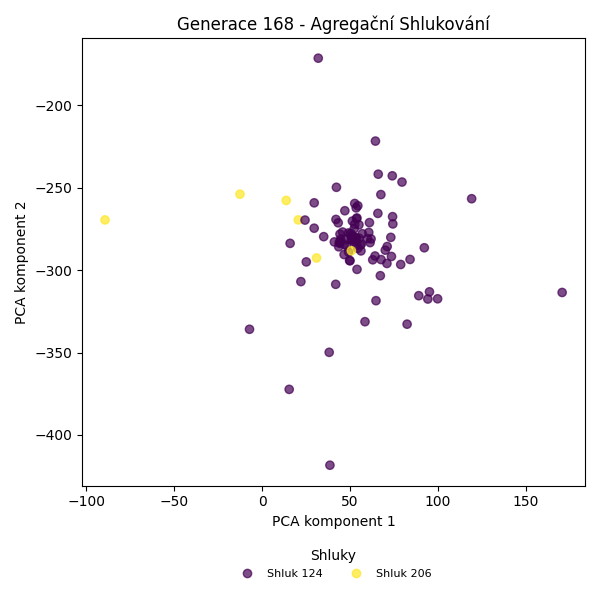 Generace 168 - Agregační Shlukování
−200
−250
−300
−350
−400
PCA komponent 2
−100
−50
0
50
100
150
PCA komponent 1
Shluky
Shluk 124
Shluk 206